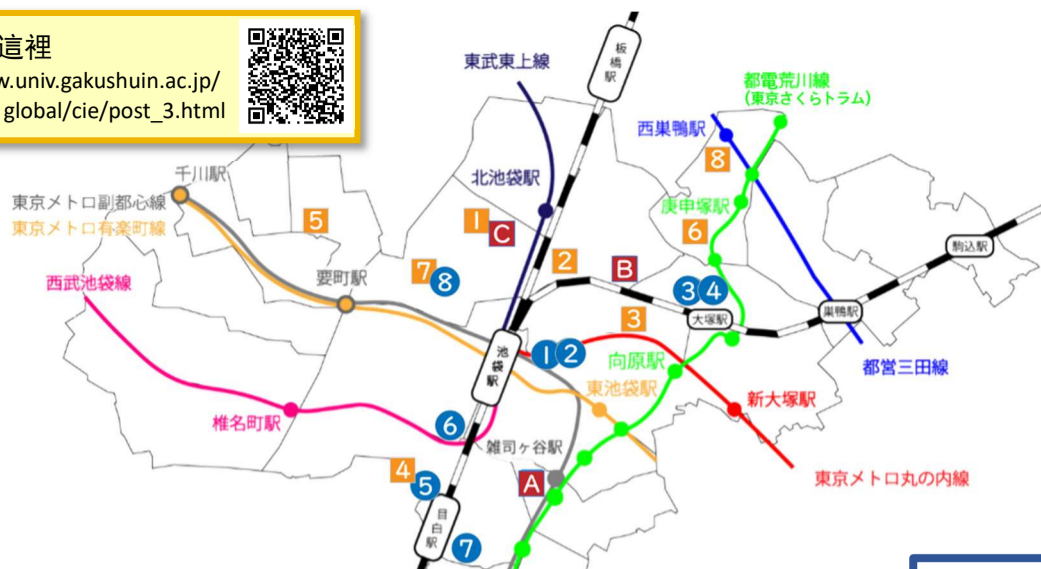 這裡
w.univ.gakushuin.ac.jp/
global/cie/post_3.html
板橋駅
東武東上線
都電荒川線
(東京さくらトラム)
西巣鴨駅
8
千川駅
北池袋駅
東京メトロ副都心線
庚申塚駅
東京メトロ有楽町線
5
1
C
6
駒込駅
2
B
西武池袋線
要町駅
7
8
3
4
大塚駅
巣鴨駅
3
池袋駅
1
2
向原駅
都営三田線
東池袋駅
新大塚駅
椎名町駅
6
雑司ヶ谷駅
4
5
A
東京メトロ丸の内線
目白駅
7